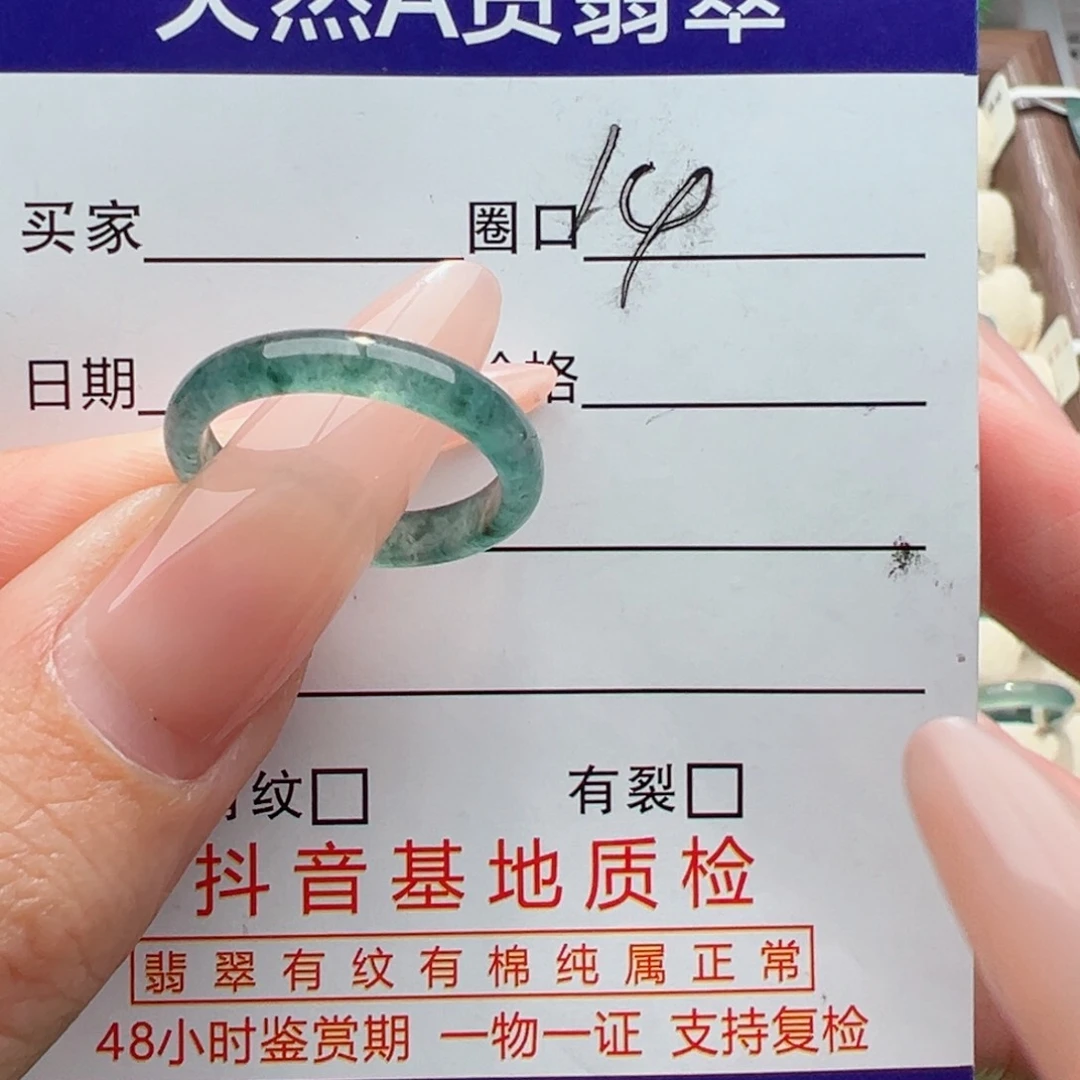 天然A货翡翠
买家 圈口 14
日期 价格
有纹□ 有裂□
抖音基地质检
翡翠有纹有棉纯属正常
48小时鉴赏期 一物一证 支持复检